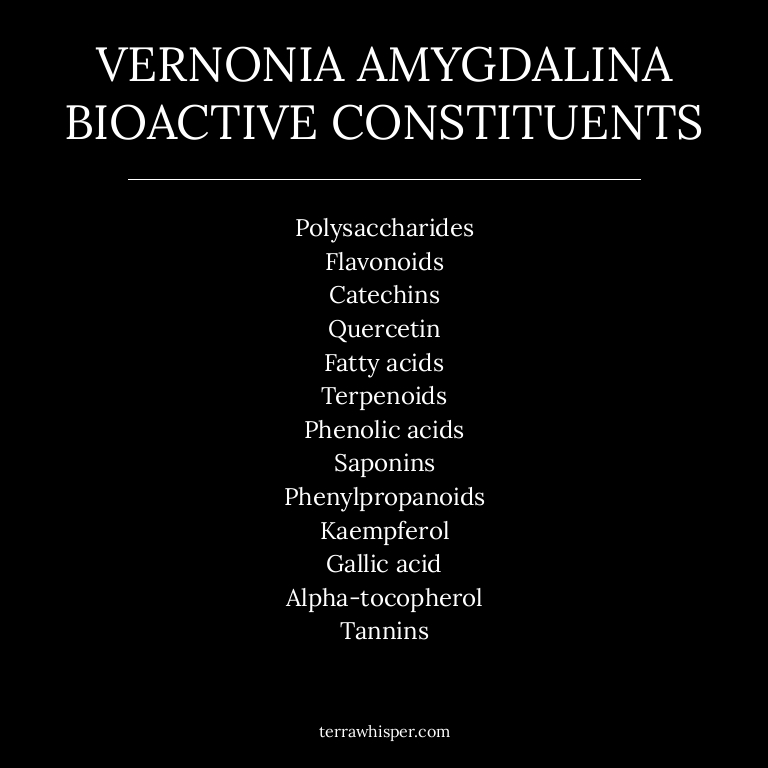 VERNONIA AMYGDALINA
BIOACTIVE CONSTITUENTS
Polysaccharides
Flavonoids
Catechins
Quercetin
Fatty acids
Terpenoids
Phenolic acids
Saponins
Phenylpropanoids
Kaempferol
Gallic acid
Alpha-tocopherol
Tannins
terrawhisper.com